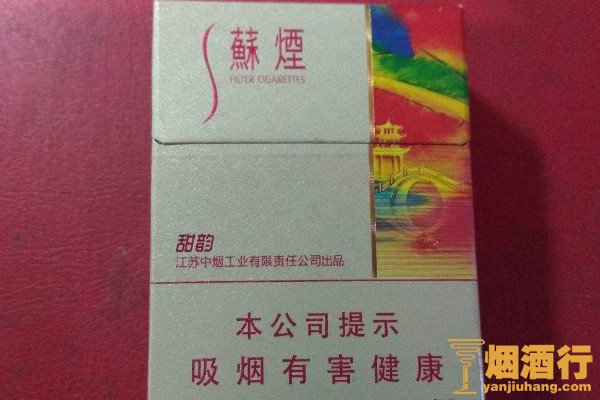 蘇煙
FILTER CIGARETTES
甜韵
江苏中烟工业有限责任公司出品
本公司提示
吸烟有害健康
烟酒行
yanjiuhang.com